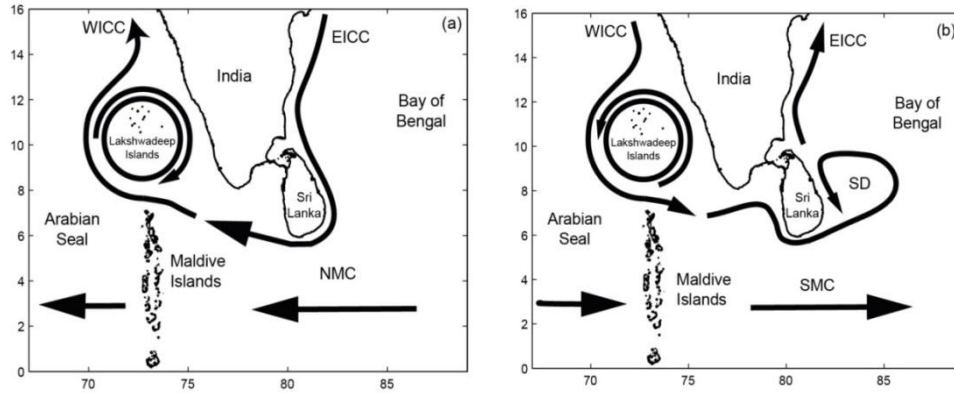 16
14
12
10
8
6
4
2
0
70
75
80
85
(a)
WICC
EICC
India
Bay of
Bengal
Lakshwadeep
Islands
Sri
Lanka
Arabian
Seal
Maldive
Islands
NMC
16
14
12
10
8
6
4
2
0
70
75
80
85
(b)
WICC
EICC
India
Bay of
Bengal
Lakshwadeep
Islands
SD
Sri
Lanka
Arabian
Seal
Maldive
Islands
SMC